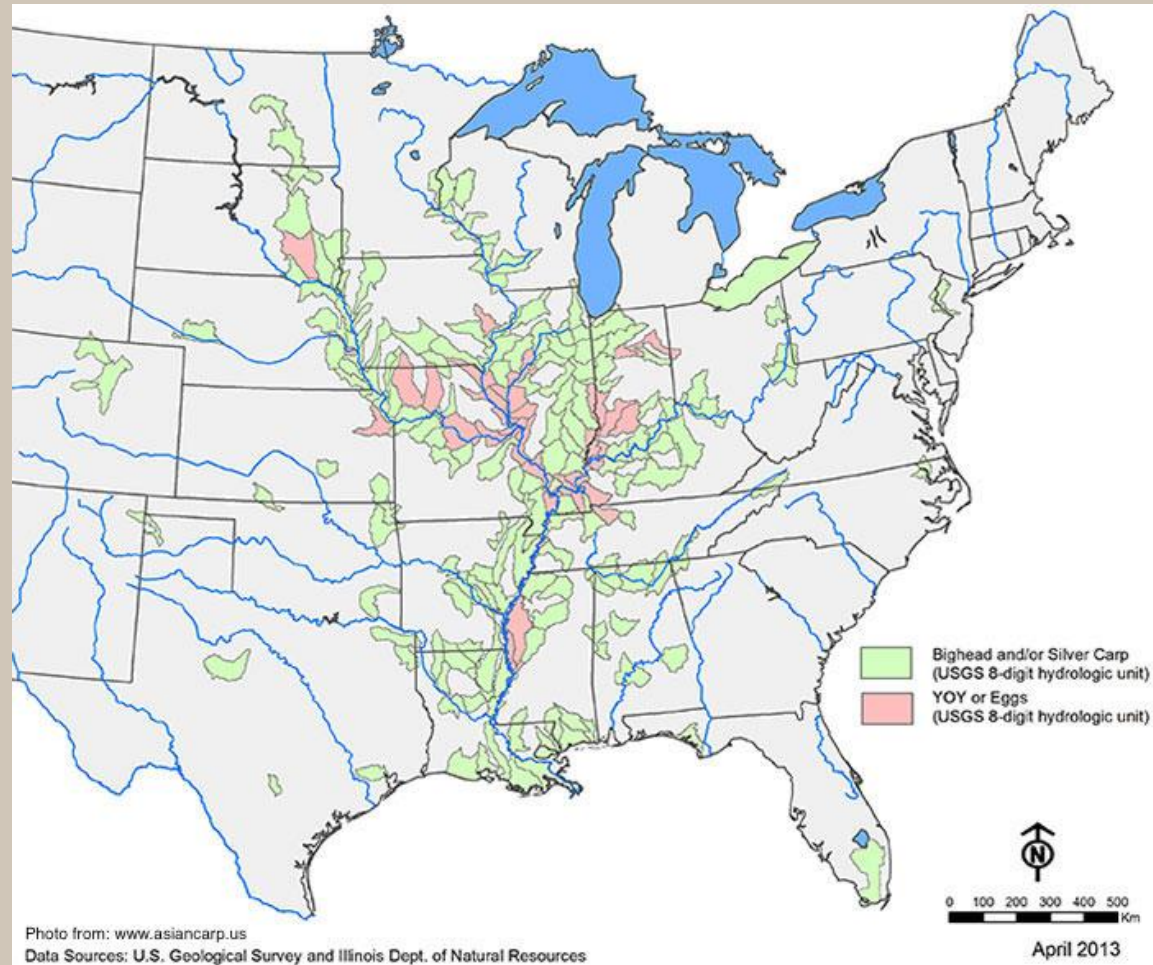 Bighead and/or Silver Carp
(USGS 8-digit hydrologic unit)
YOY or Eggs
(USGS 8-digit hydrologic unit)
N
0 100 200 300 400 500
Km
Photo from: www.asiancarp.us
Data Sources: U.S. Geological Survey and Illinois Dept. of Natural Resources
April 2013